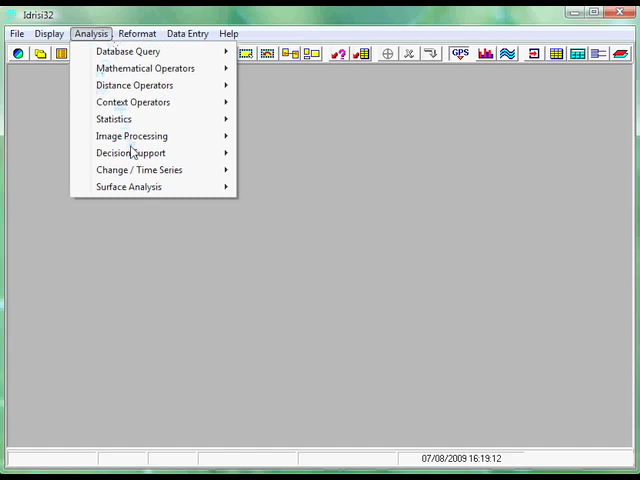 Idrisi32
File Display Analysis Reformat Data Entry Help
GPS
Database Query
Mathematical Operators
Distance Operators
Context Operators
Statistics
Image Processing
Decision Support
Change / Time Series
Surface Analysis
07/08/2009 16:19:12